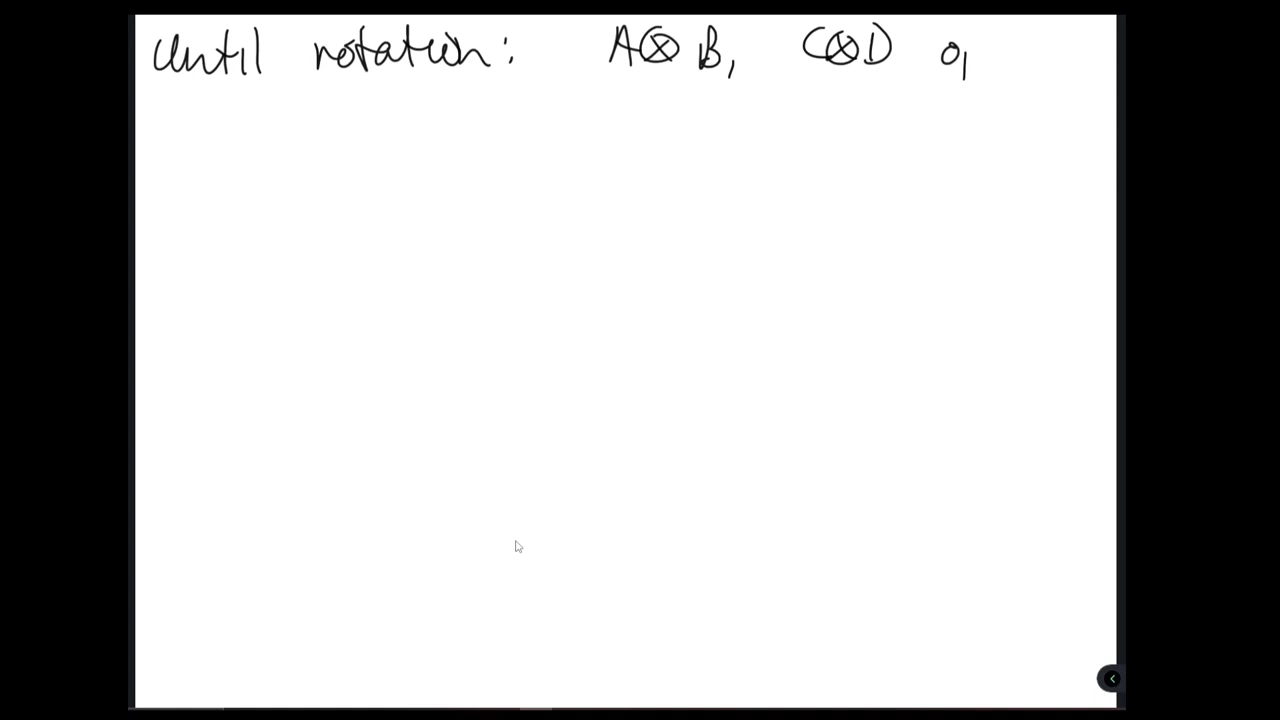 until notation: A⊗B, C⊗D o,